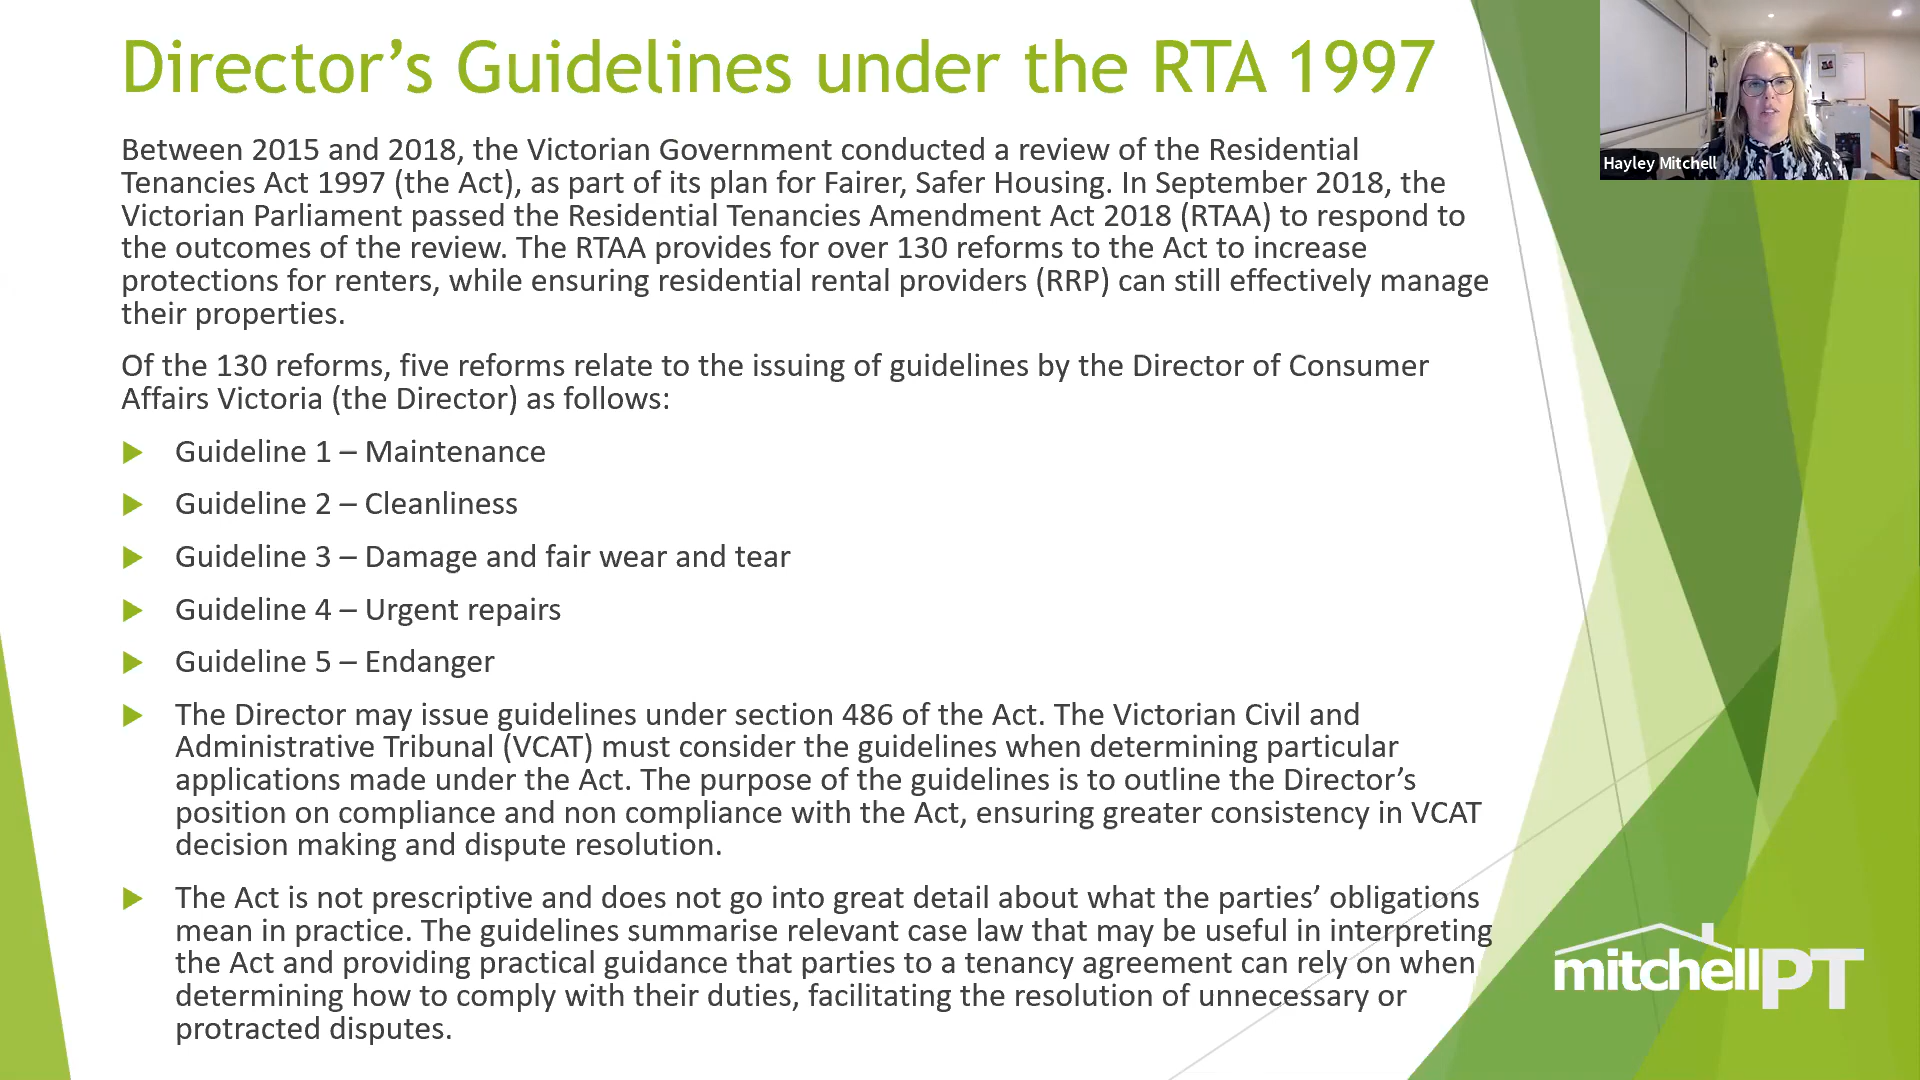 Director’s Guidelines under the RTA 1997
Between 2015 and 2018, the Victorian Government conducted a review of the Residential
Tenancies Act 1997 (the Act), as part of its plan for Fairer, Safer Housing. In September 2018, the
Victorian Parliament passed the Residential Tenancies Amendment Act 2018 (RTAA) to respond to
the outcomes of the review. The RTAA provides for over 130 reforms to the Act to increase
protections for renters, while ensuring residential rental providers (RRP) can still effectively manage
their properties.
Of the 130 reforms, five reforms relate to the issuing of guidelines by the Director of Consumer
Affairs Victoria (the Director) as follows:
Guideline 1 – Maintenance
Guideline 2 – Cleanliness
Guideline 3 – Damage and fair wear and tear
Guideline 4 – Urgent repairs
Guideline 5 – Endanger
The Director may issue guidelines under section 486 of the Act. The Victorian Civil and
Administrative Tribunal (VCAT) must consider the guidelines when determining particular
applications made under the Act. The purpose of the guidelines is to outline the Director’s
position on compliance and non compliance with the Act, ensuring greater consistency in VCAT
decision making and dispute resolution.
The Act is not prescriptive and does not go into great detail about what the parties’ obligations
mean in practice. The guidelines summarise relevant case law that may be useful in interpreting
the Act and providing practical guidance that parties to a tenancy agreement can rely on when
determining how to comply with their duties, facilitating the resolution of unnecessary or
protracted disputes.
Hayley Mitchell
mitchellPT